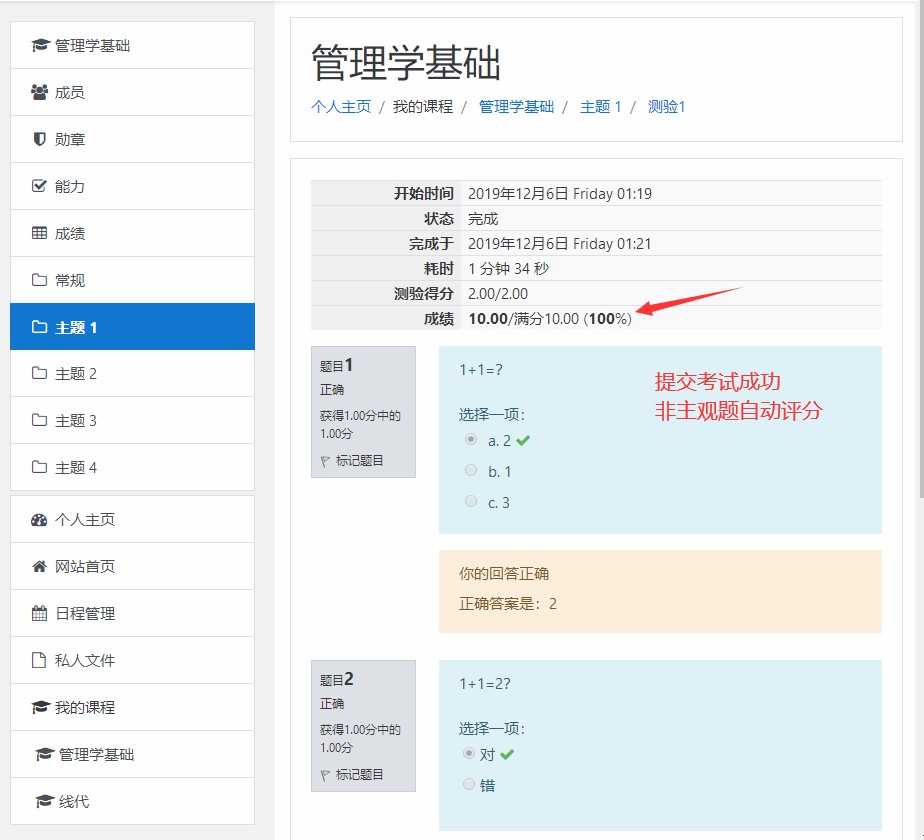 管理学基础
成员
勋章
能力
成绩
常规
主题 1
主题 2
主题 3
主题 4
个人主页
网站首页
日程管理
私人文件
我的课程
管理学基础
线代
管理学基础
个人主页 / 我的课程 / 管理学基础 / 主题 1 / 测验1
开始时间 2019年12月6日 Friday 01:19
状态 完成
完成于 2019年12月6日 Friday 01:21
耗时 1 分钟 34 秒
测验得分 2.00/2.00
成绩 10.00/满分10.00 (100%)
提交考试成功
非主观题自动评分
题目1
正确
获得1.00分中的
1.00分
标记题目
1+1=?
选择一项:
a. 2
b. 1
c. 3
你的回答正确
正确答案是：2
题目2
正确
获得1.00分中的
1.00分
标记题目
1+1=2?
选择一项:
对
错